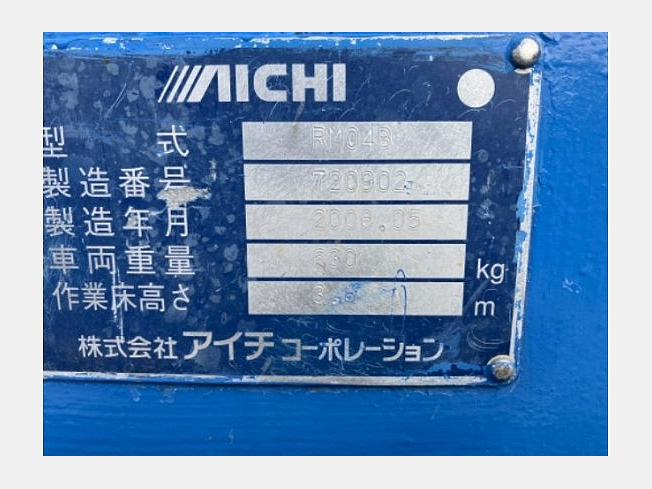 AICHI
型式 RM04B
製造番号 720902
製造年月 2008.05
車両重量 kg
作業床高さ m
株式会社 アイチ コーポレーション